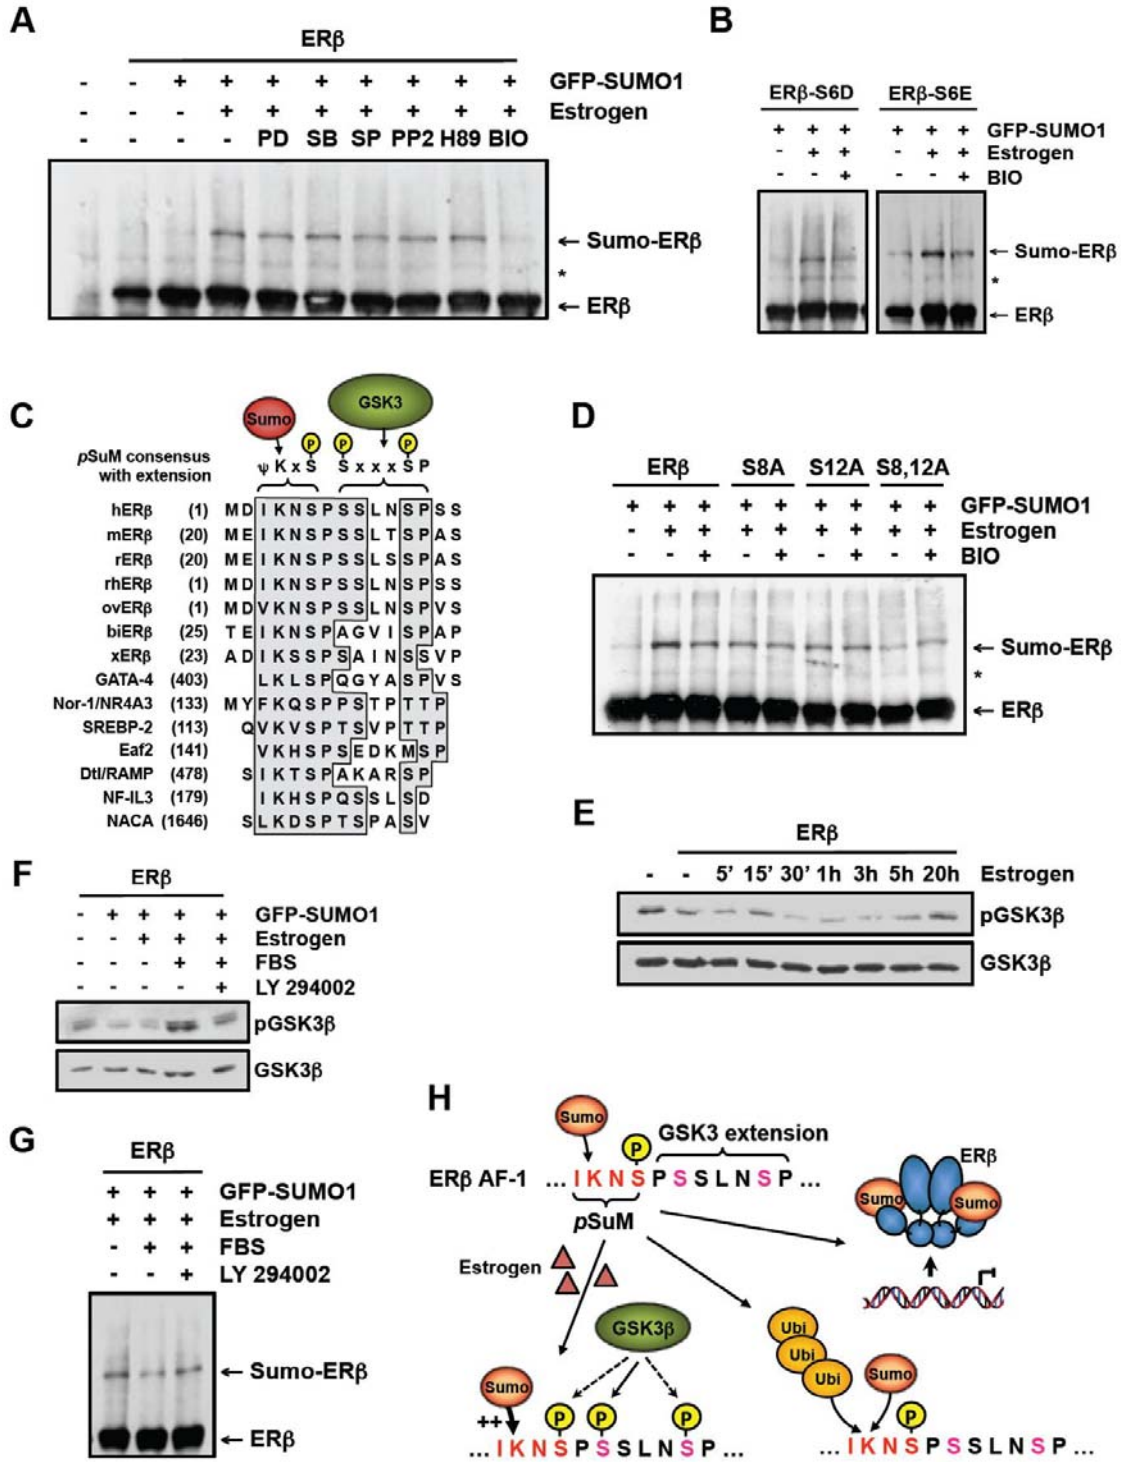 A
ERβ
- - + + + + + + + + GFP-SUMO1
- - - + + + + + + + Estrogen
- - - - PD SB SP PP2 H89 BIO
← Sumo-ERβ
*
← ERβ
B
ERβ-S6D ERβ-S6E
+ + + + + + GFP-SUMO1
- + + - + + Estrogen
- - + - - + BIO
← Sumo-ERβ
*
← ERβ
C
Sumo GSK3
P P P
pSuM consensus with extension
ψ K x S S x x x S P
hERβ (1) M D I K N S P S S L N S P S S
mERβ (20) M E I K N S P S S L T S P A S
rERβ (20) M E I K N S P S S L S S P A S
rhERβ (1) M D I K N S P S S L N S P S S
ovERβ (1) M D V K N S P S S L N S P V S
biERβ (25) T E I K N S P A G V I S P A P
xERβ (23) A D I K S S P S A I N S S V P
GATA-4 (403) L K L S P Q G Y A S P V S
Nor-1/NR4A3 (133) M Y F K Q S P P S T P T T P
SREBP-2 (113) Q V K V S P T S V P T T P
Eaf2 (141) V K H S P S E D K M S P
Dtl/RAMP (478) S I K T S P A K A R S P
NF-IL3 (179) I K H S P Q S S L S D
NACA (1646) S L K D S P T S P A S V
D
ERβ S8A S12A S8,12A
+ + + + + + + + + GFP-SUMO1
- + + + + + + + + Estrogen
- - + - + - + - + BIO
← Sumo-ERβ
*
← ERβ
E
ERβ
- - 5’ 15’ 30’ 1h 3h 5h 20h Estrogen
pGSK3β
GSK3β
F
ERβ
- + + + + GFP-SUMO1
- - + + + Estrogen
- - - + + FBS
- - - - + LY 294002
pGSK3β
GSK3β
G
ERβ
+ + + GFP-SUMO1
+ + + Estrogen
- + + FBS
- - + LY 294002
← Sumo-ERβ
← ERβ
H
Sumo
P
GSK3 extension
ERβ AF-1 ... I K N S P S S L N S P ...
pSuM
ERβ
Sumo Sumo
Estrogen
GSK3β
Sumo
++
P P P
... I K N S P S S L N S P ...
Ubi
Ubi
Ubi
Sumo
P
... I K N S P S S L N S P ...